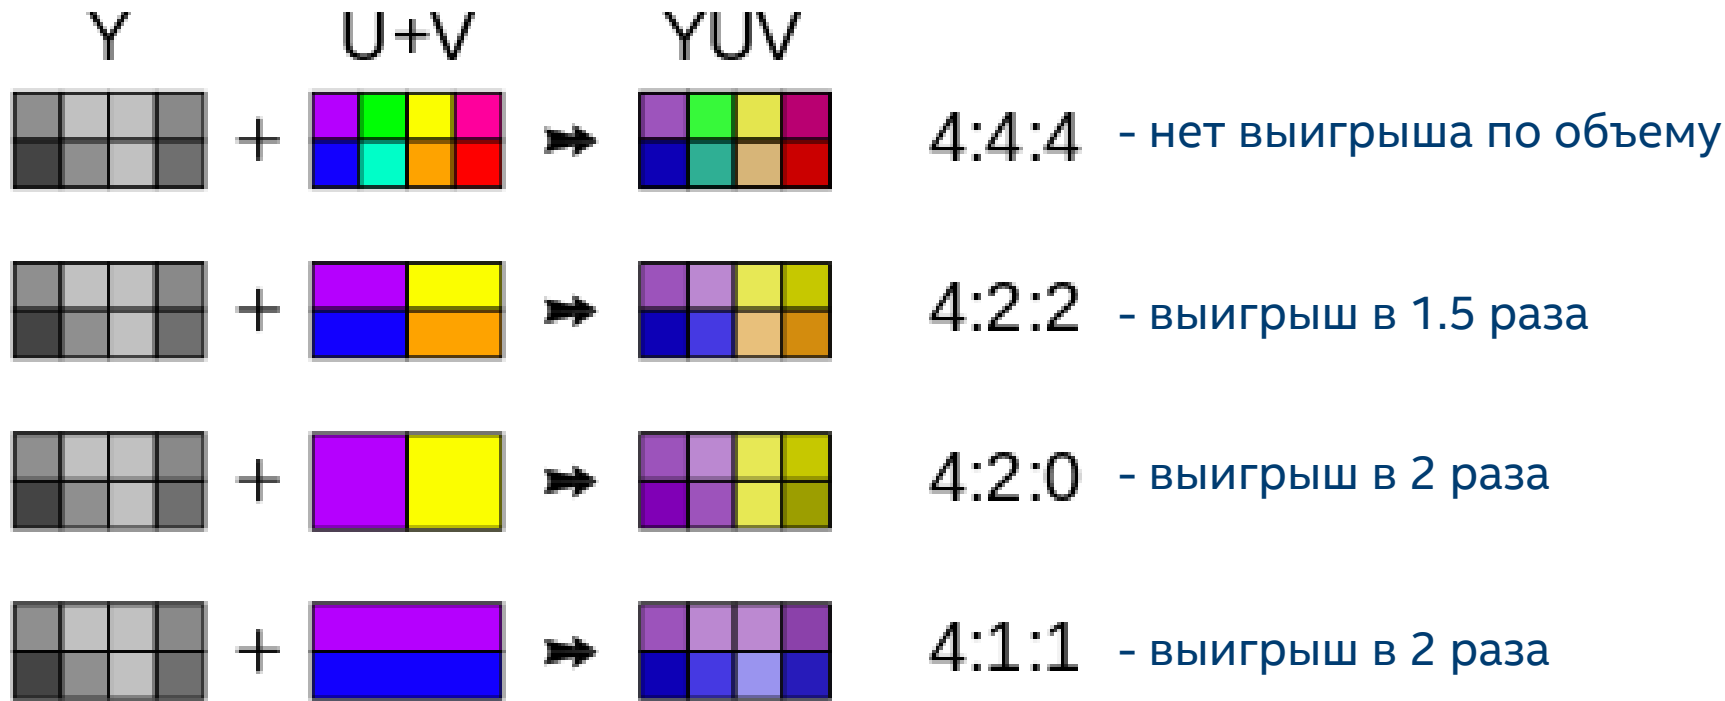 Y U+V YUV
4:4:4 - нет выигрыша по объему
4:2:2 - выигрыш в 1.5 раза
4:2:0 - выигрыш в 2 раза
4:1:1 - выигрыш в 2 раза